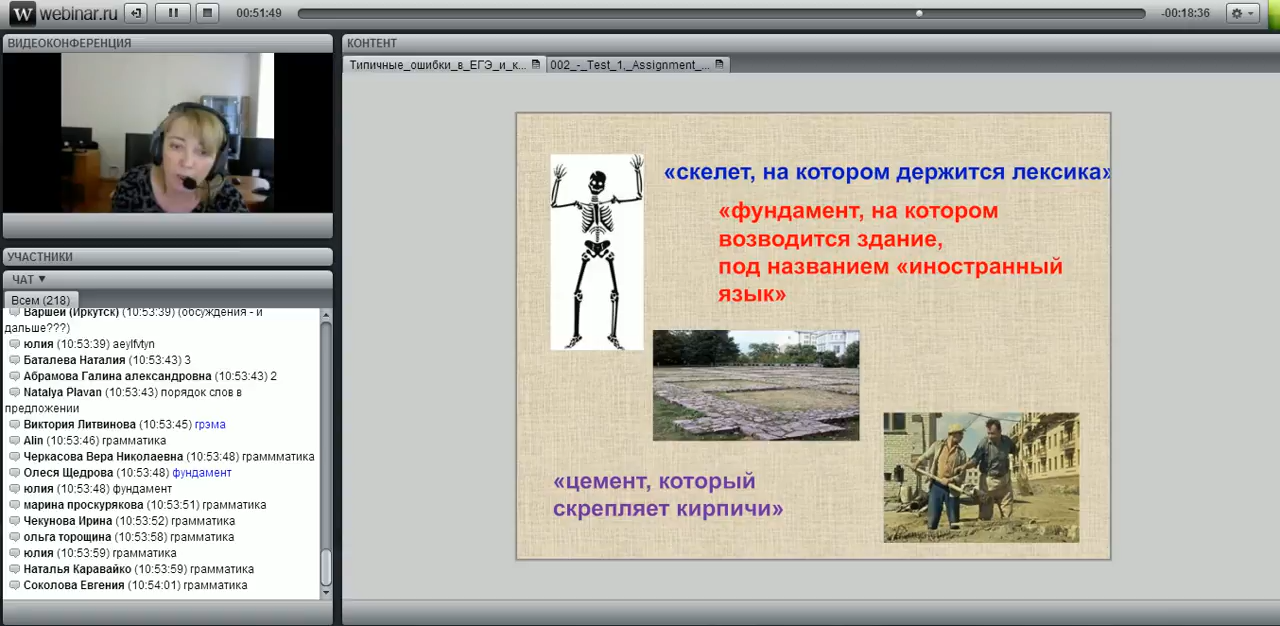 W webinar.ru
00:51:49
-00:18:36
ВИДЕОКОНФЕРЕНЦИЯ
УЧАСТНИКИ
ЧАТ ▼
Всем (218)
Варшей (Иркутск) (10:53:39) (обсуждения - и
дальше???)
юлия (10:53:39) aeylfvtyn
Баталева Наталия (10:53:43) 3
Абрамова Галина александровна (10:53:43) 2
Natalya Plavan (10:53:43) порядок слов в
предложении
Виктория Литвинова (10:53:45) грэма
Alin (10:53:46) грамматика
Черкасова Вера Николаевна (10:53:48) граммматика
Олеся Щедрова (10:53:48) фундамент
юлия (10:53:48) фундамент
марина проскурякова (10:53:51) грамматика
Чекунова Ирина (10:53:52) грамматика
ольга торощина (10:53:58) грамматика
юлия (10:53:59) грамматика
Наталья Каравайко (10:53:59) грамматика
Соколова Евгения (10:54:01) грамматика
КОНТЕНТ
Типичные_ошибки_в_ЕГЭ_и_к...
002_-_Test_1,_Assignment_...
«скелет, на котором держится лексика»
«фундамент, на котором
возводится здание,
под названием «иностранный
язык»
«цемент, который
скрепляет кирпичи»